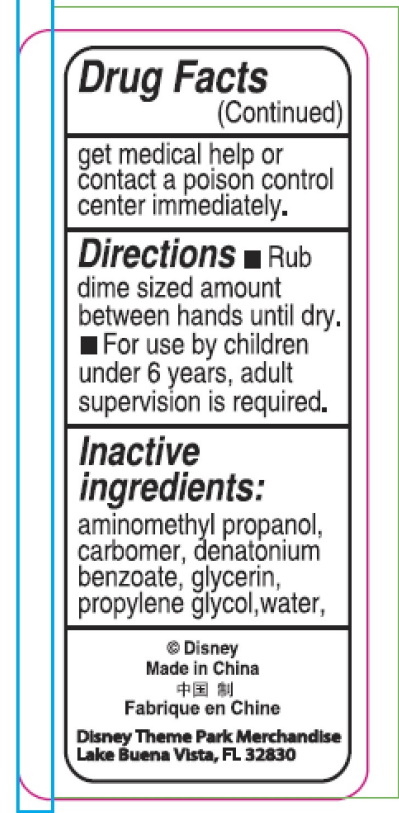 Drug Facts
(Continued)
get medical help or
contact a poison control
center immediately.
Directions ■ Rub
dime sized amount
between hands until dry.
■ For use by children
under 6 years, adult
supervision is required.
Inactive
ingredients:
aminomethyl propanol,
carbomer, denatonium
benzoate, glycerin,
propylene glycol,water,
© Disney
Made in China
中国 制
Fabrique en Chine
Disney Theme Park Merchandise
Lake Buena Vista, FL 32830